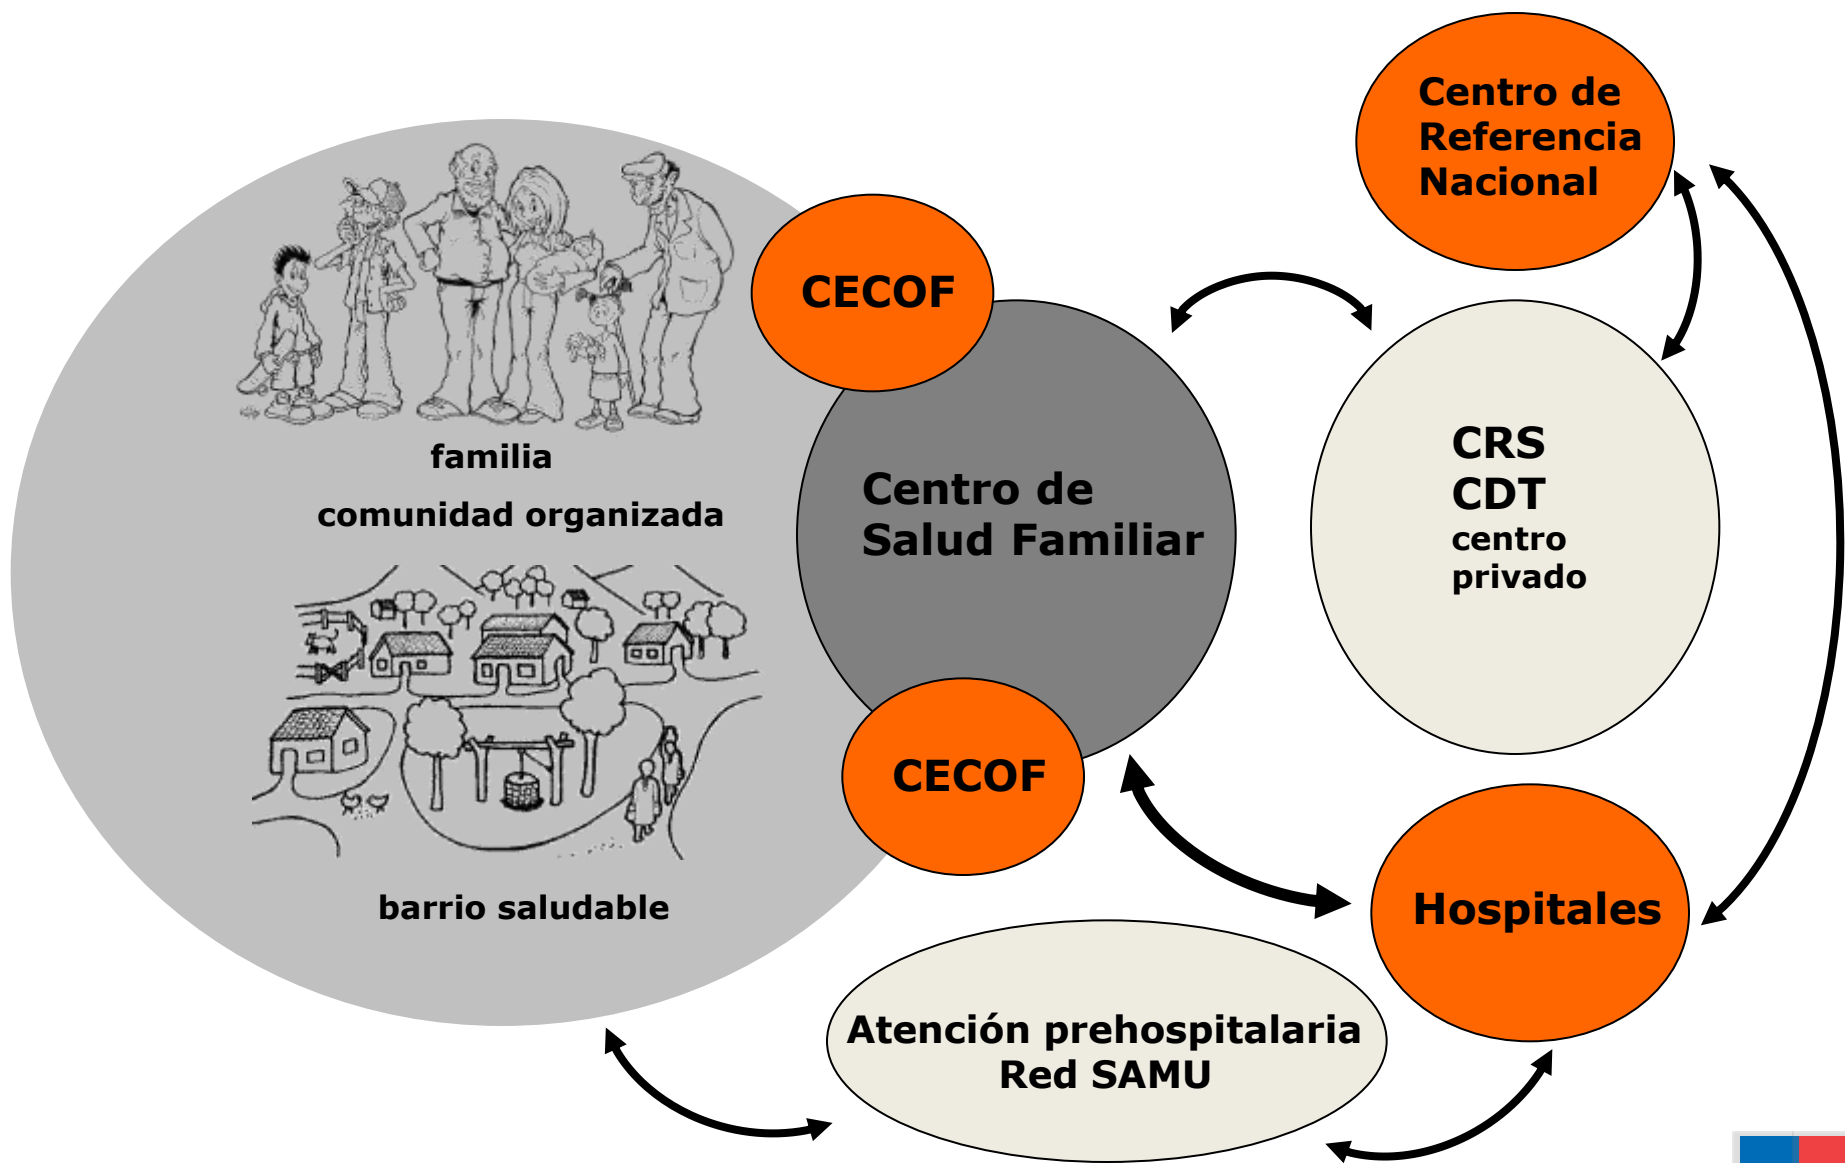 familia
comunidad organizada
barrio saludable
CECOF
Centro de
Salud Familiar
CECOF
Centro de
Referencia
Nacional
CRS
CDT
centro
privado
Hospitales
Atención prehospitalaria
Red SAMU